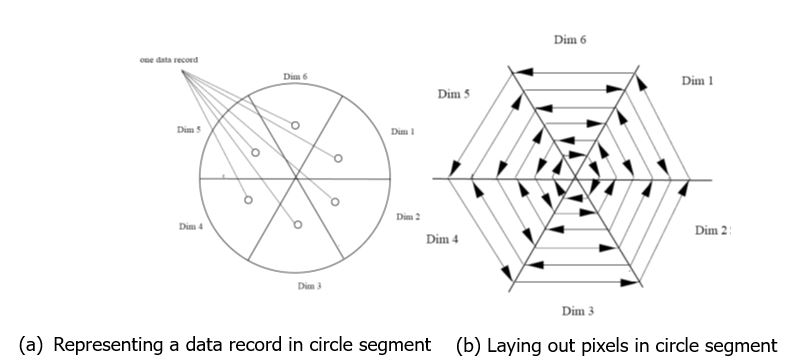 one data record
Dim 6
Dim 5
Dim 1
Dim 4
Dim 2
Dim 3
Dim 6
Dim 5
Dim 1
Dim 4
Dim 2
Dim 3
(a) Representing a data record in circle segment
(b) Laying out pixels in circle segment